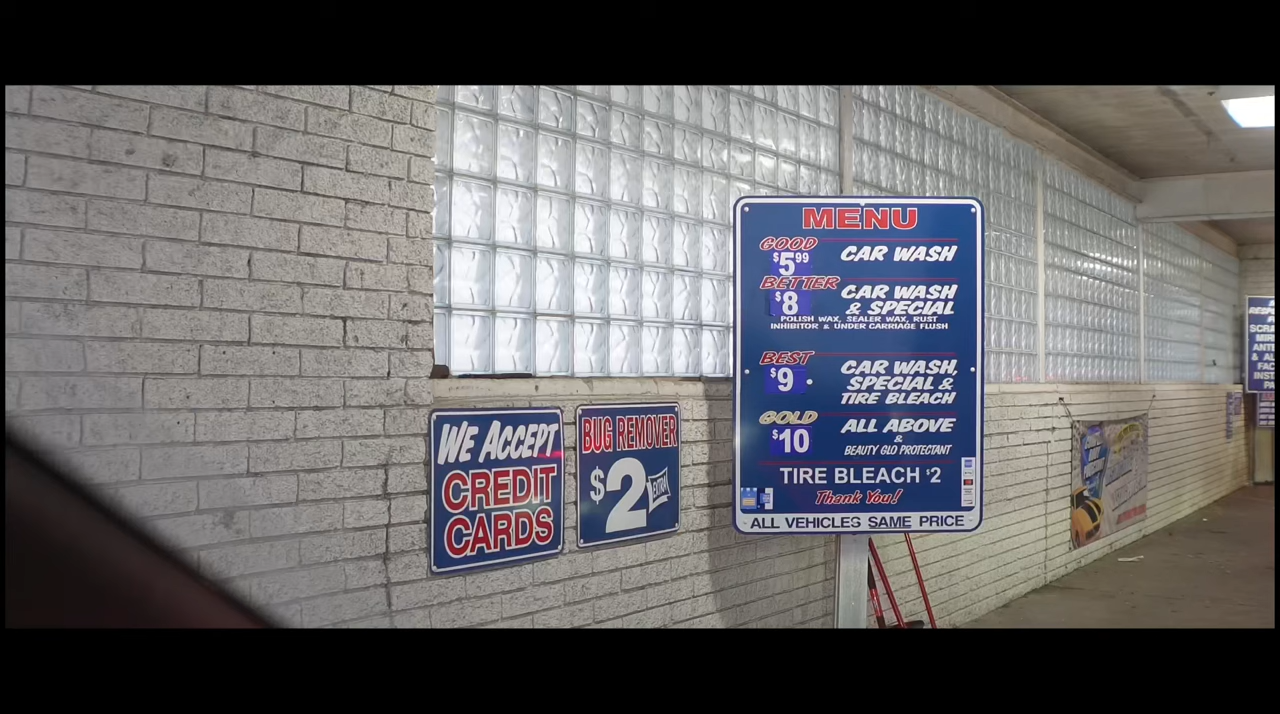 WE ACCEPT
CREDIT
CARDS
BUG REMOVER
$2 EXTRA
MENU
GOOD
$5.99 CAR WASH
BETTER
$8 CAR WASH
& SPECIAL
POLISH WAX, SEALER WAX, RUST
INHIBITOR & UNDER CARRIAGE FLUSH
BEST
$9 CAR WASH,
SPECIAL &
TIRE BLEACH
GOLD
$10 ALL ABOVE
&
BEAUTY GLO PROTECTANT
TIRE BLEACH $2
Thank You!
ALL VEHICLES SAME PRICE